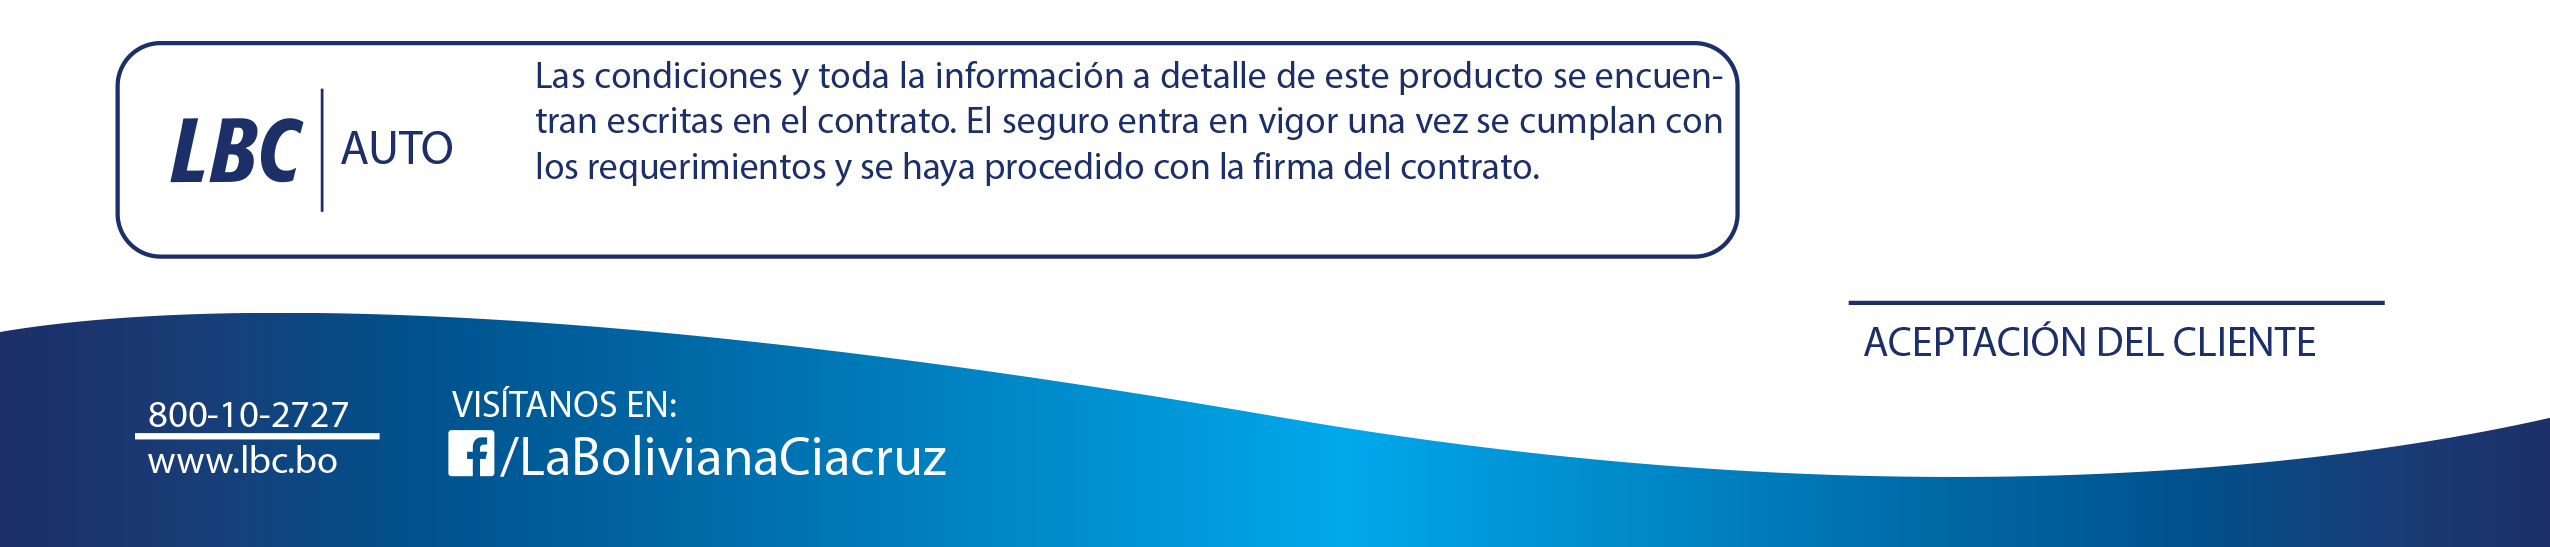 LBC | AUTO
Las condiciones y toda la información a detalle de este producto se encuen-
tran escritas en el contrato. El seguro entra en vigor una vez se cumplan con
los requerimientos y se haya procedido con la firma del contrato.
ACEPTACIÓN DEL CLIENTE
800-10-2727
www.lbc.bo
VISÍTANOS EN:
/LaBolivianaCiacruz